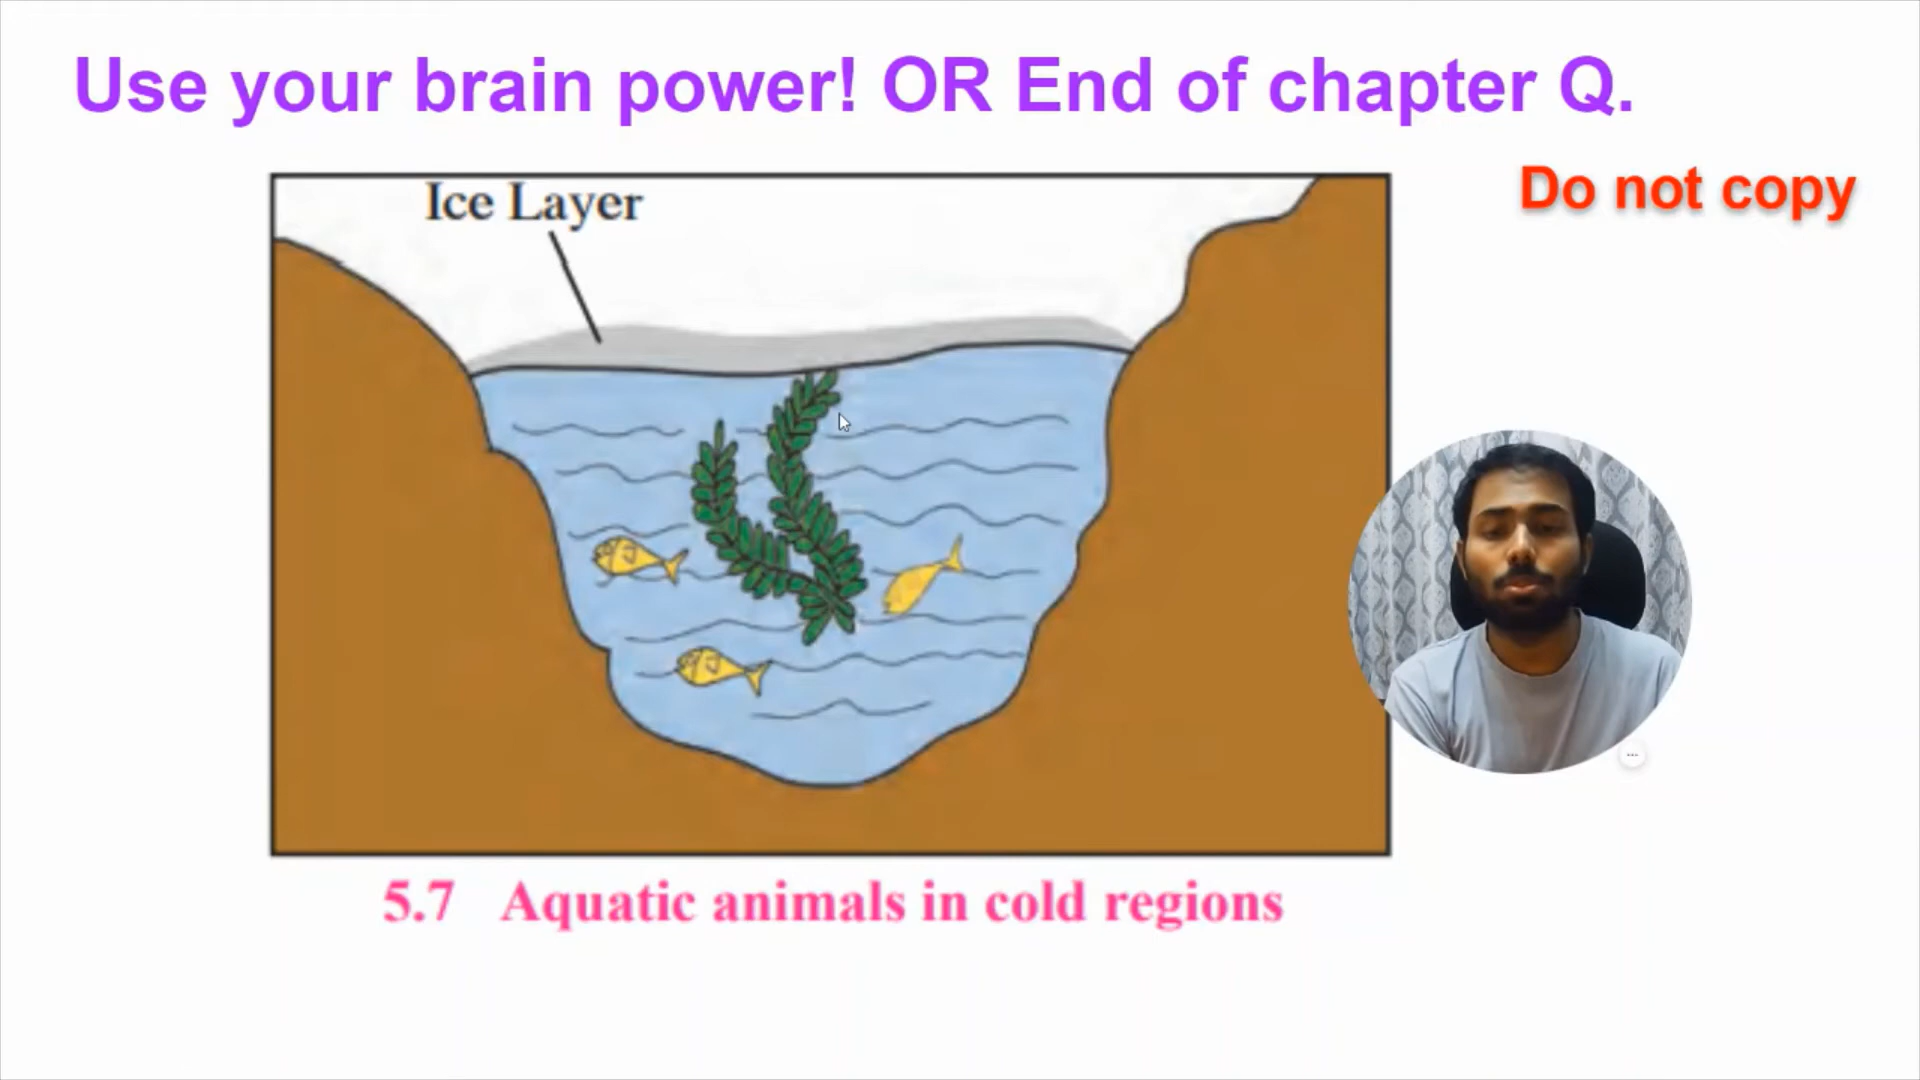 Use your brain power! OR End of chapter Q.
Do not copy
Ice Layer
5.7 Aquatic animals in cold regions